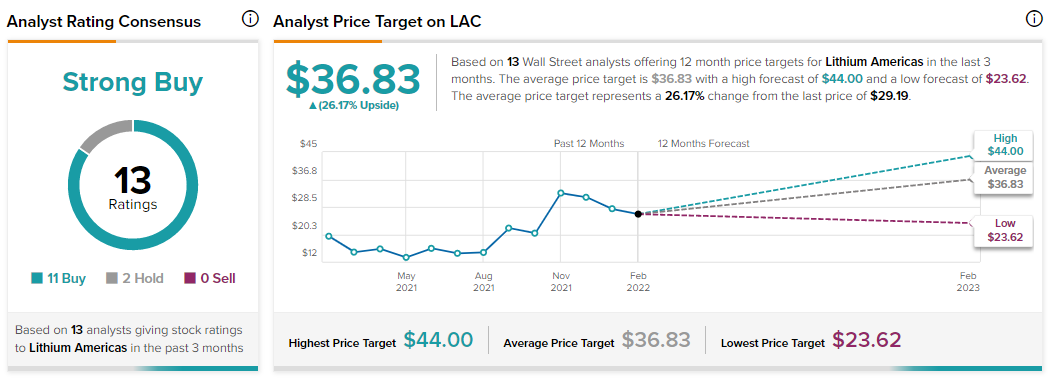 Analyst Rating Consensus
Strong Buy
13
Ratings
11 Buy
2 Hold
0 Sell
Based on 13 analysts giving stock ratings
to Lithium Americas in the past 3 months
Analyst Price Target on LAC
$36.83
▲(26.17% Upside)
Based on 13 Wall Street analysts offering 12 month price targets for Lithium Americas in the last 3
months. The average price target is $36.83 with a high forecast of $44.00 and a low forecast of $23.62.
The average price target represents a 26.17% change from the last price of $29.19.
Past 12 Months
12 Months Forecast
$45
$36.8
$28.5
$20.3
$12
May
2021
Aug
2021
Nov
2021
Feb
2022
Feb
2023
High
$44.00
Average
$36.83
Low
$23.62
Highest Price Target $44.00
Average Price Target $36.83
Lowest Price Target $23.62